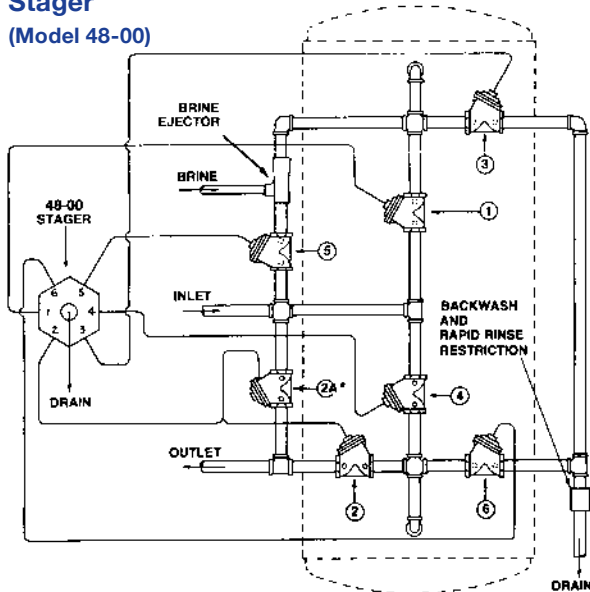 Stager
(Model 48-00)
BRINE
EJECTOR
3
BRINE
1
48-00
STAGER
5
6 5
1 4
2 3
INLET
BACKWASH
AND
RAPID RINSE
RESTRICTION
DRAIN
2A*
4
OUTLET
2
6
DRAIN